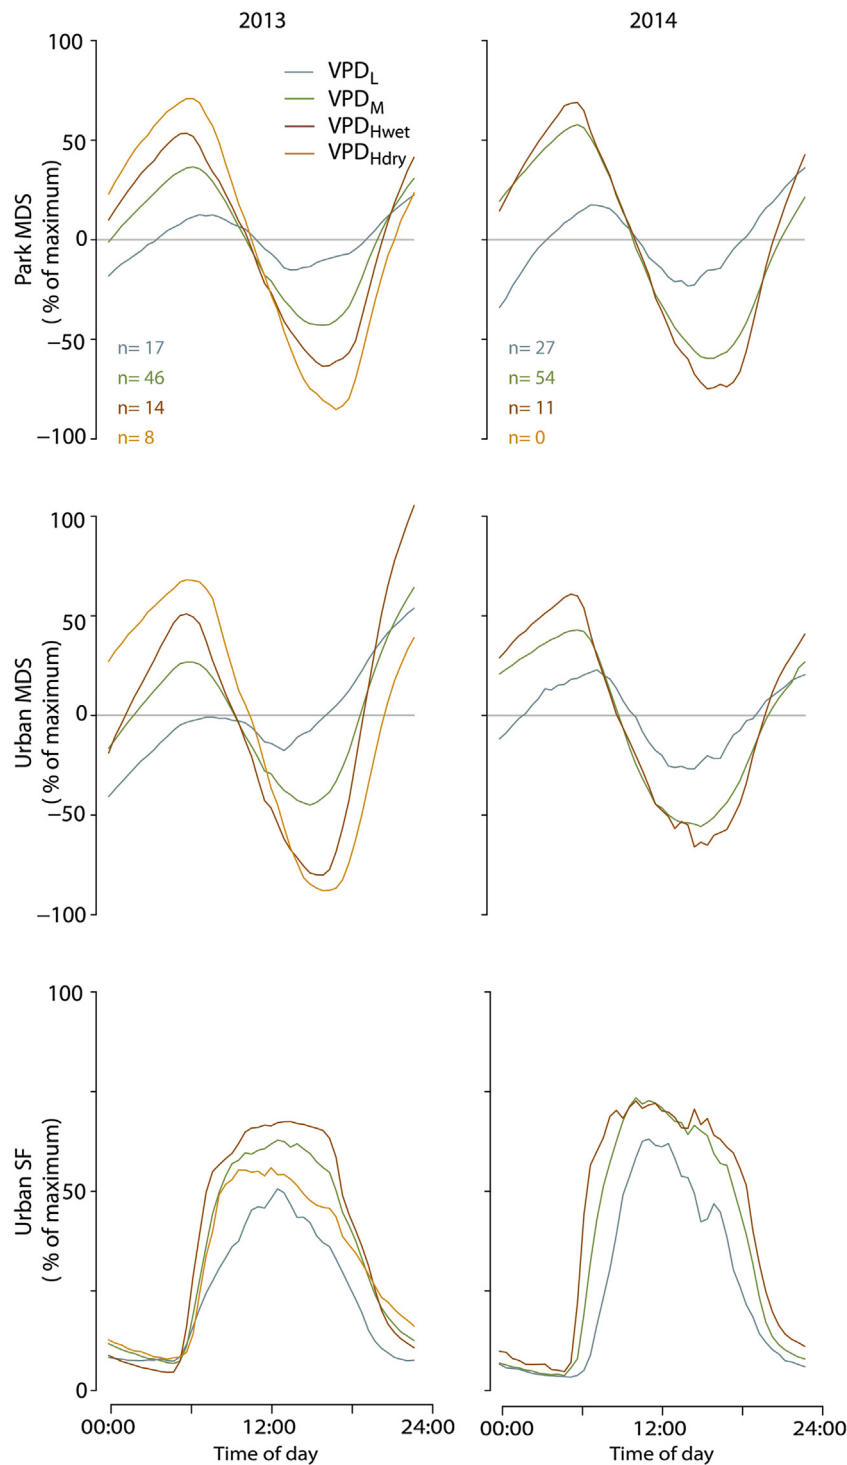 2013
2014
100
50
0
−50
−100
Park MDS
( % of maximum)
VPDL
VPDM
VPDHwet
VPDHdry
n= 17
n= 46
n= 14
n= 8
n= 27
n= 54
n= 11
n= 0
100
50
0
−50
−100
Urban MDS
( % of maximum)
100
50
0
Urban SF
( % of maximum)
00:00 12:00 24:00
Time of day
00:00 12:00 24:00
Time of day